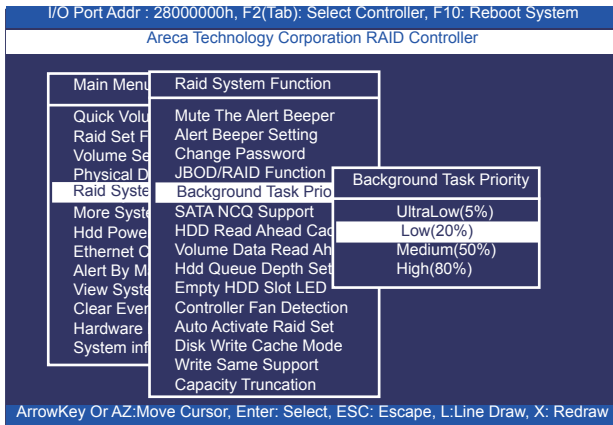 I/O Port Addr : 28000000h, F2(Tab): Select Controller, F10: Reboot System
Areca Technology Corporation RAID Controller
Main Menu
Quick Volu
Raid Set F
Volume Se
Physical D
Raid Syste
More Syste
Hdd Powe
Ethernet C
Alert By M
View Syste
Clear Even
Hardware
System inf
Raid System Function
Mute The Alert Beeper
Alert Beeper Setting
Change Password
JBOD/RAID Function
Background Task Prio
SATA NCQ Support
HDD Read Ahead Cac
Volume Data Read Ah
Hdd Queue Depth Set
Empty HDD Slot LED
Controller Fan Detection
Auto Activate Raid Set
Disk Write Cache Mode
Write Same Support
Capacity Truncation
Background Task Priority
UltraLow(5%)
Low(20%)
Medium(50%)
High(80%)
ArrowKey Or AZ:Move Cursor, Enter: Select, ESC: Escape, L:Line Draw, X: Redraw